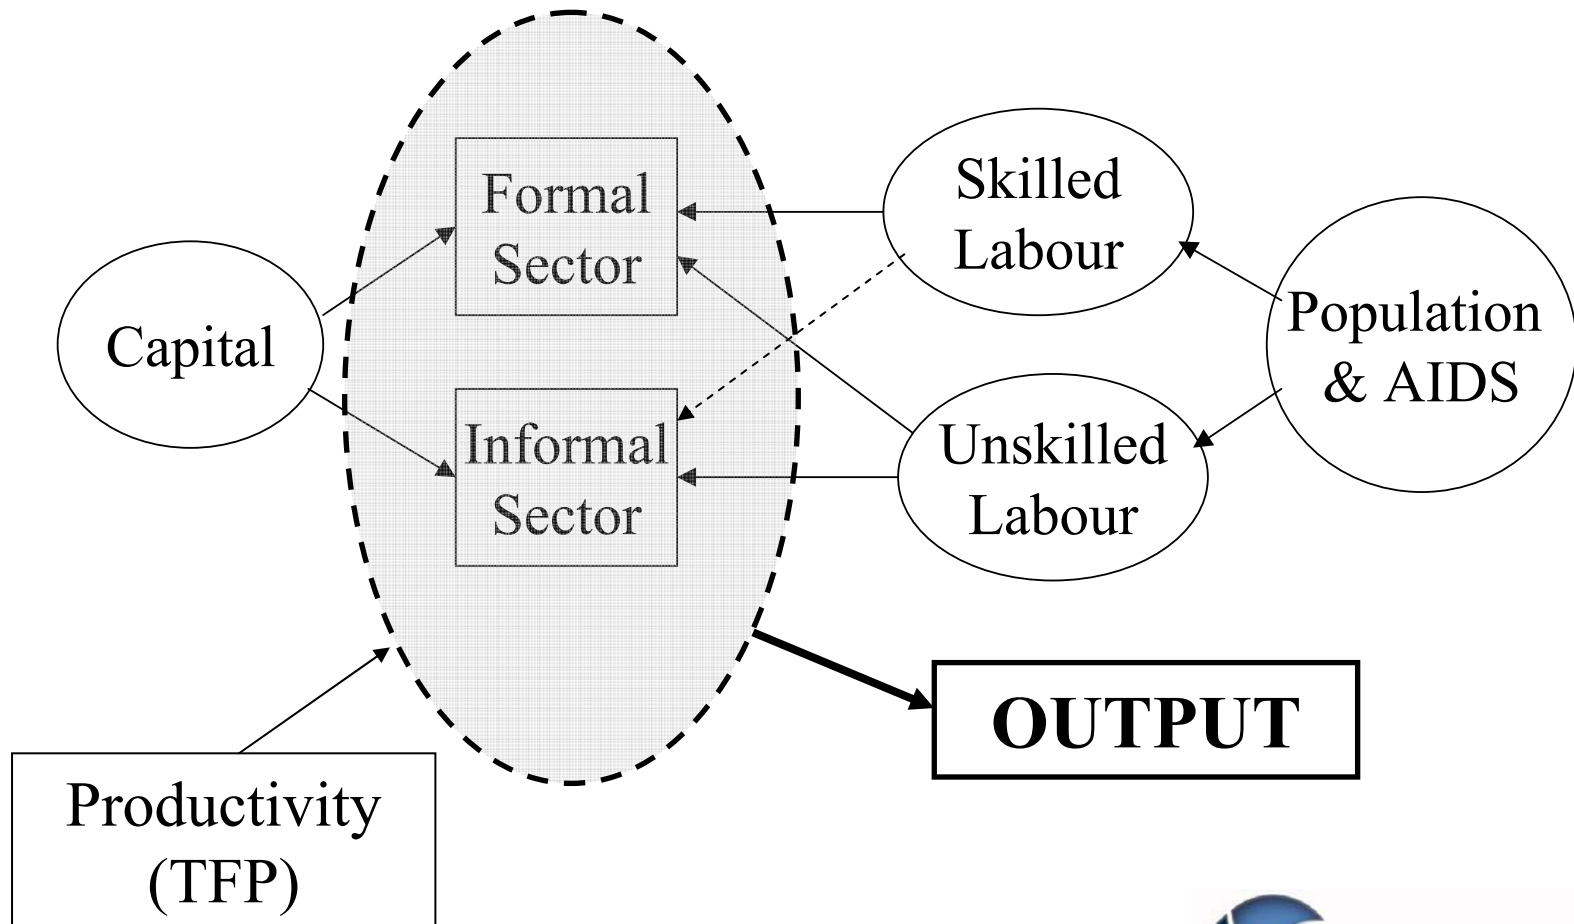 Formal
Sector
Skilled
Labour
Capital
Population
& AIDS
Informal
Sector
Unskilled
Labour
OUTPUT
Productivity
(TFP)